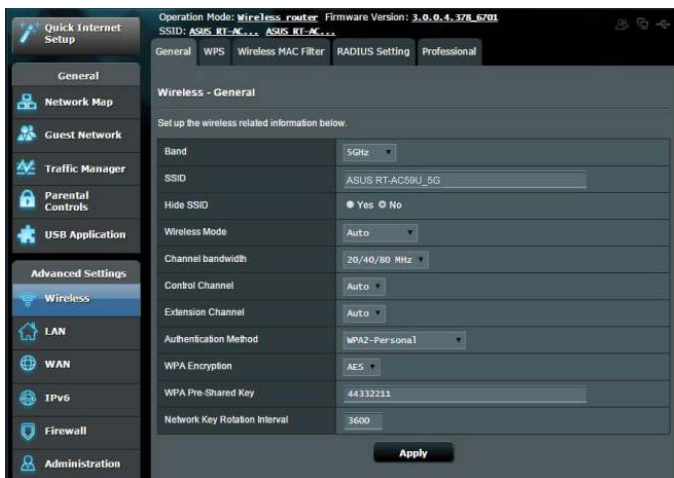 Quick Internet
Setup
Operation Mode: Wireless router Firmware Version: 3.0.0.4.378_6701
SSID: ASUS RT-AC... ASUS RT-AC...
General WPS Wireless MAC Filter RADIUS Setting Professional
General
Network Map
Guest Network
Traffic Manager
Parental
Controls
USB Application
Advanced Settings
Wireless
LAN
WAN
IPv6
Firewall
Administration
Wireless - General
Set up the wireless related information below.
Band 5GHz
SSID ASUS RT-AC59U_5G
Hide SSID Yes No
Wireless Mode Auto
Channel bandwidth 20/40/80 MHz
Control Channel Auto
Extension Channel Auto
Authentication Method WPA2-Personal
WPA Encryption AES
WPA Pre-Shared Key 44332211
Network Key Rotation Interval 3600
Apply